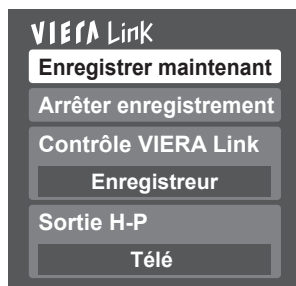 VIERA Link
Enregistrer maintenant
Arrêter enregistrement
Contrôle VIERA Link
Enregistreur
Sortie H-P
Télé